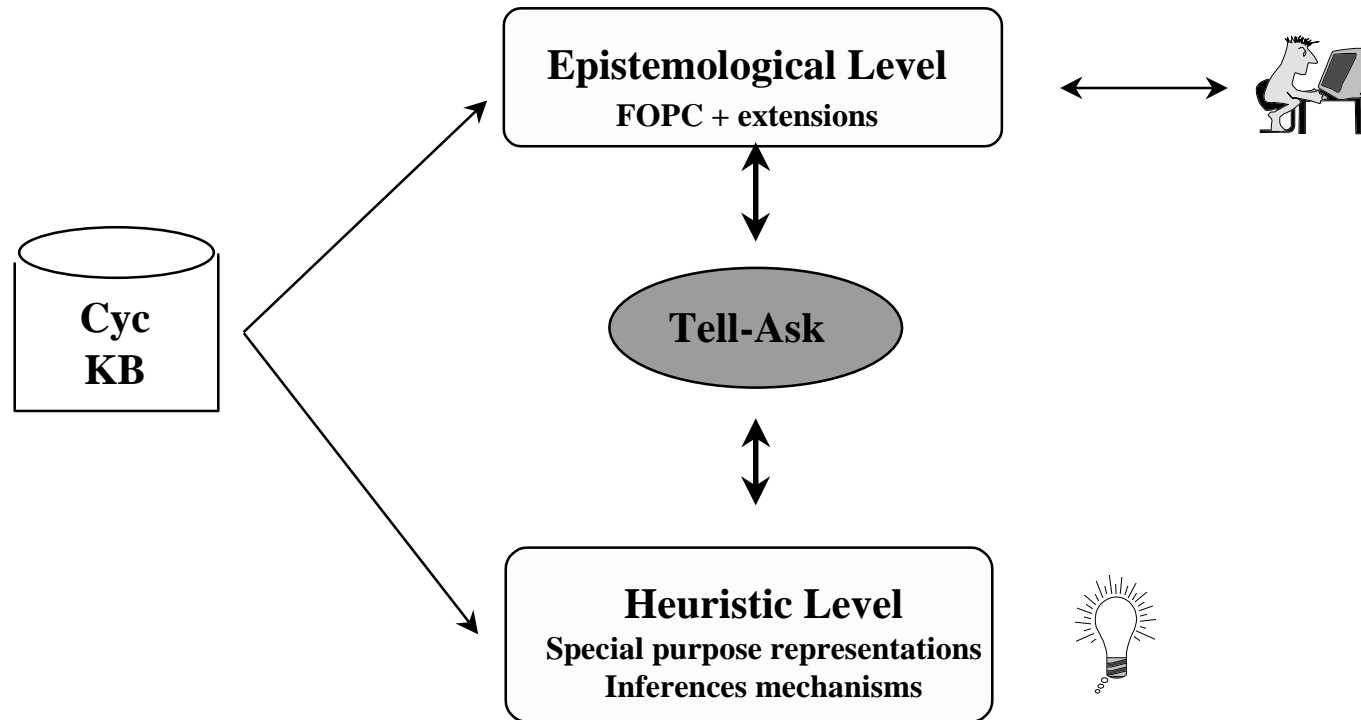 Epistemological Level
FOPC + extensions
Cyc
KB
Tell-Ask
Heuristic Level
Special purpose representations
Inferences mechanisms